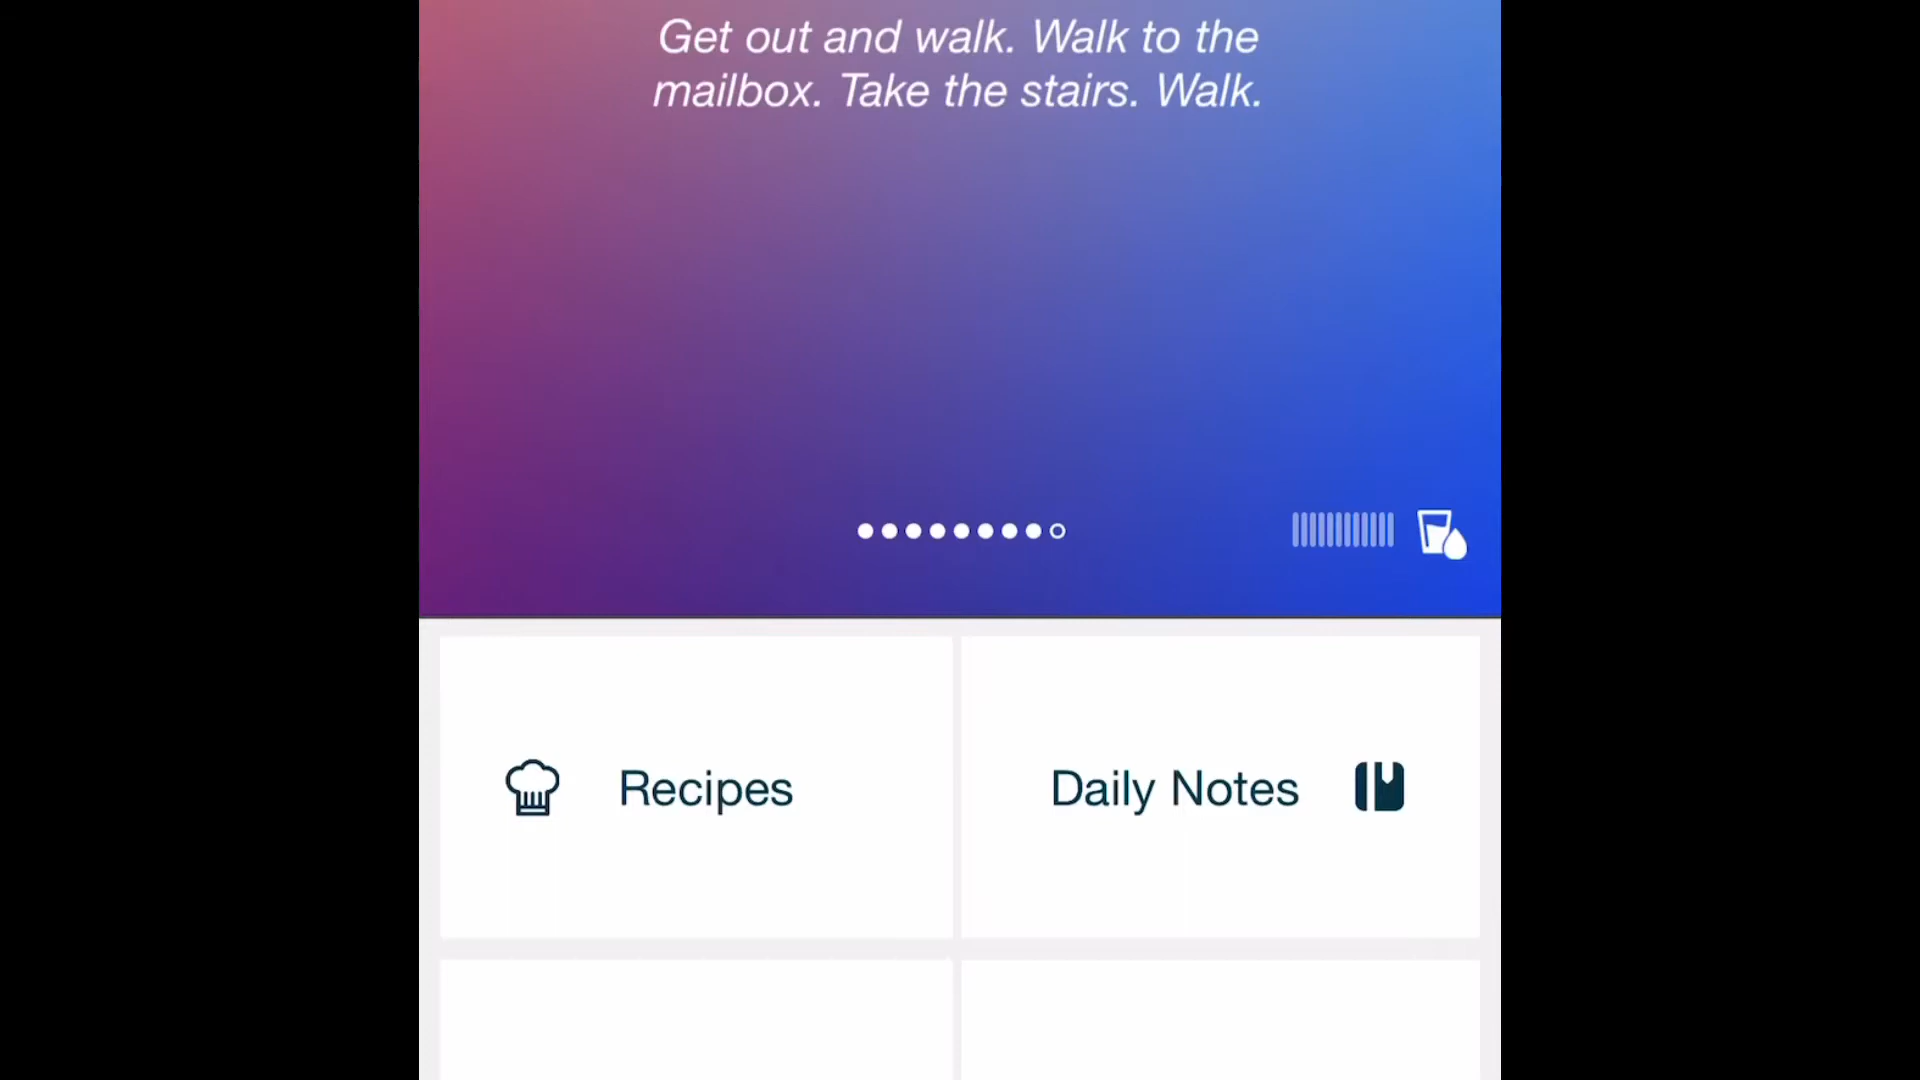 Get out and walk. Walk to the
mailbox. Take the stairs. Walk.
Recipes
Daily Notes